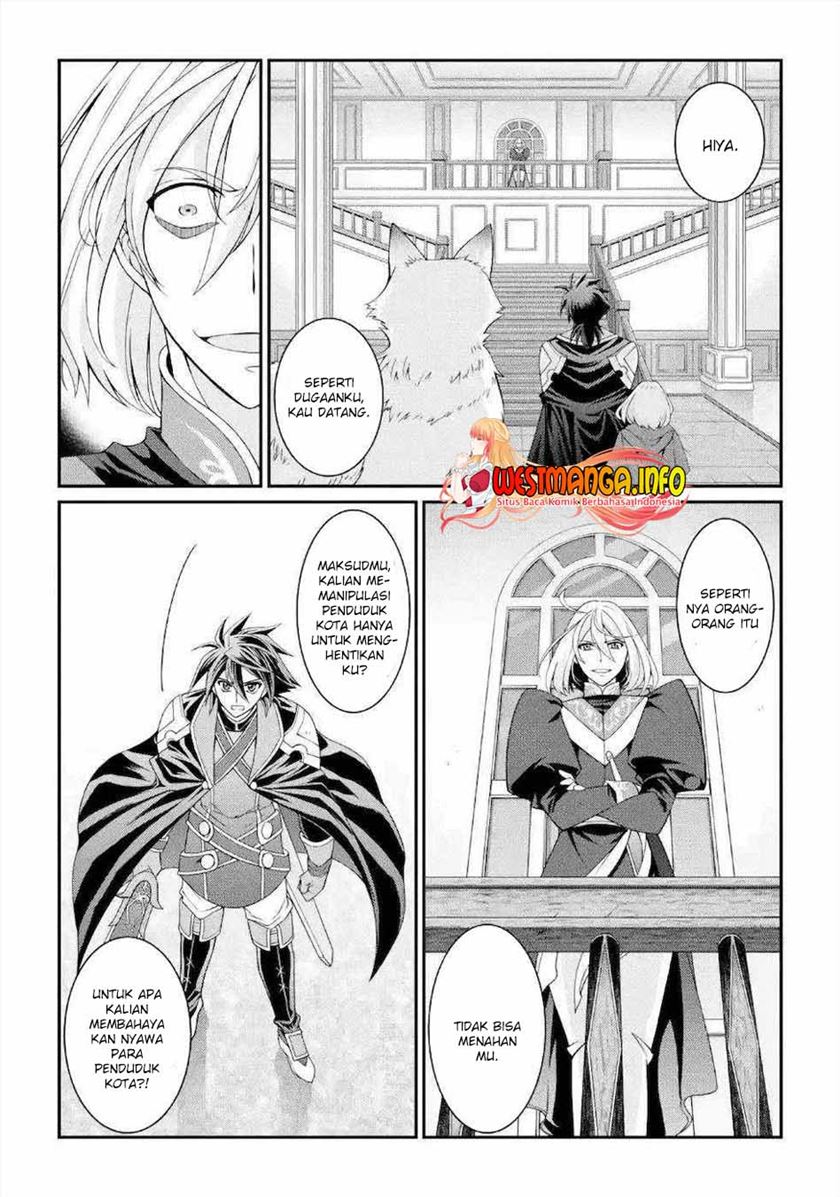 HIYA.
SEPERTI
DUGAANKU,
KAU DATANG.
WESTMANGA.INFO
Situs Baca Komik Berbahasa Indonesia
SEPERTI
NYA ORANG-
ORANG ITU
TIDAK BISA
MENAHAN
MU.
MAKSUDMU,
KALIAN ME-
MANIPULASI
PENDUDUK
KOTA HANYA
UNTUK MENG-
HENTIKAN
KU?
UNTUK APA
KALIAN
MEMBAHAYA
KAN NYAWA
PARA
PENDUDUK
KOTA?!